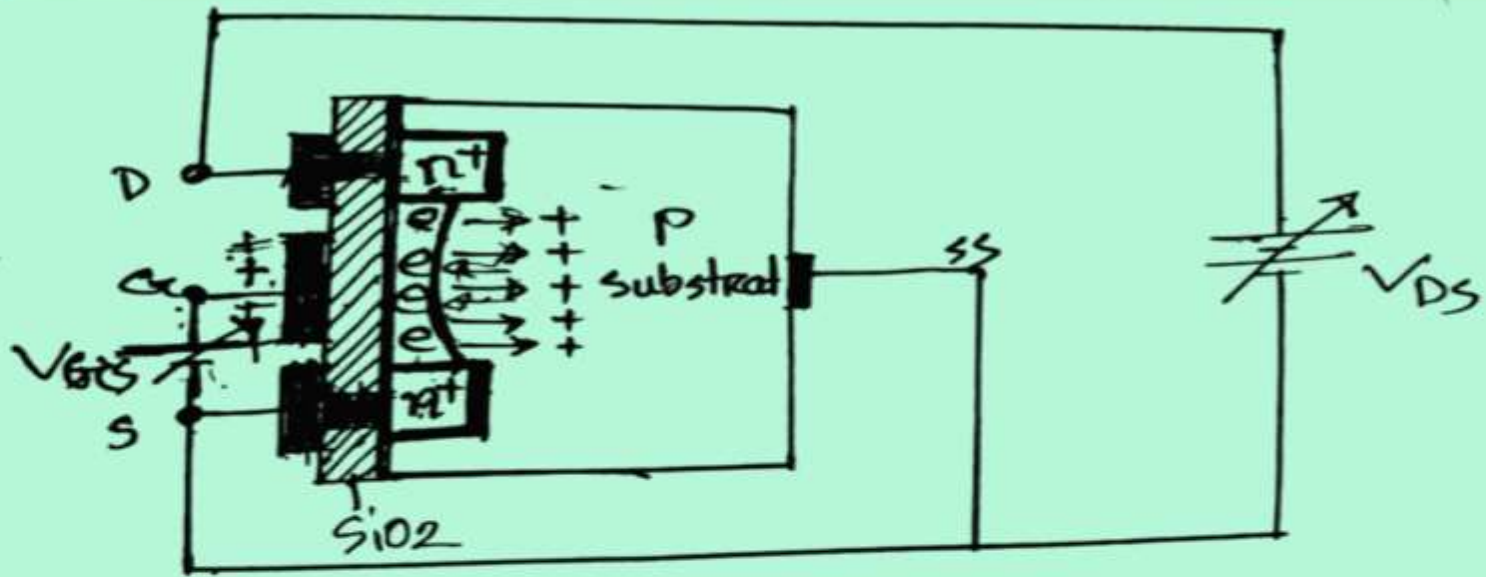 D
n+
e → +
P
e → +
SS
G
+
+
+
e → +
substrat
VDS
e → +
VGS
+
S
n+
SiO2